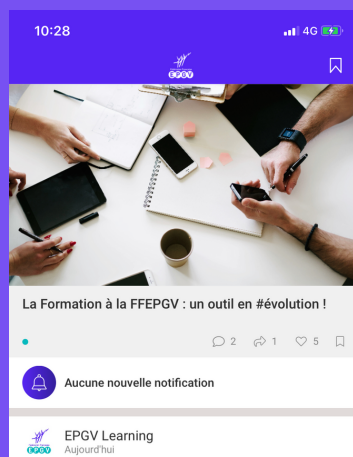 10:28
4G
EPGV
La Formation à la FFEPGV : un outil en #évolution !
2
1
5
Aucune nouvelle notification
EPGV Learning
EPGV
Aujourd'hui